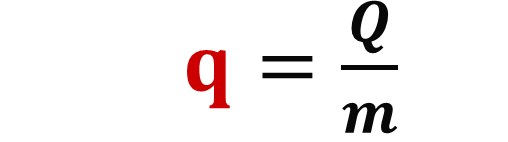 q = Q/m